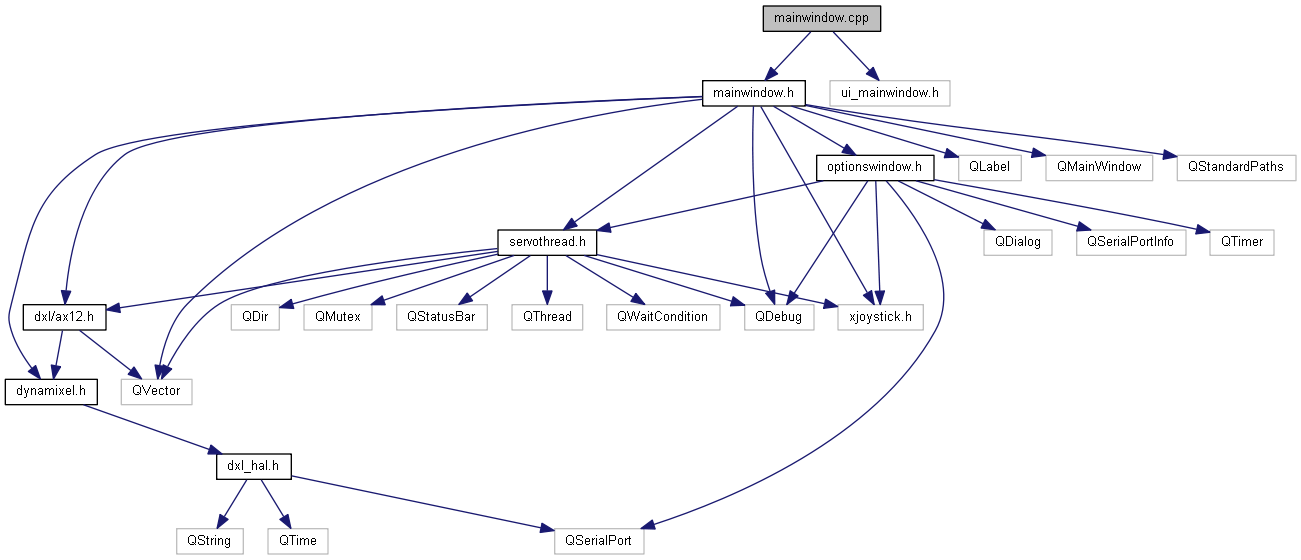 mainwindow.cpp
mainwindow.h
ui_mainwindow.h
optionswindow.h
QLabel
QMainWindow
QStandardPaths
servothread.h
QDialog
QSerialPortInfo
QTimer
dxl/ax12.h
QDir
QMutex
QStatusBar
QThread
QWaitCondition
QDebug
xjoystick.h
dynamixel.h
QVector
dxl_hal.h
QString
QTime
QSerialPort